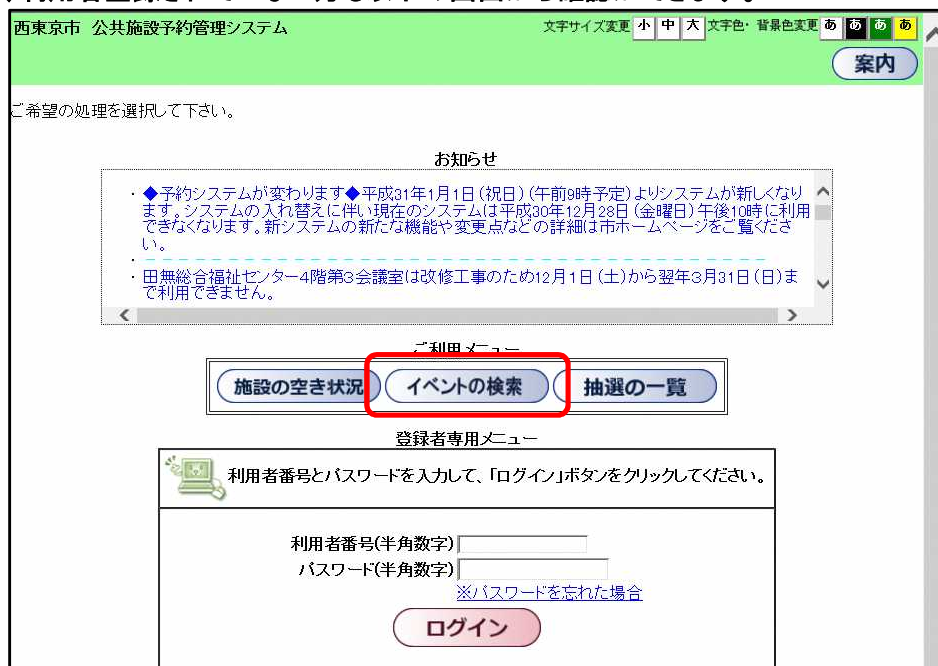 西東京市 公共施設予約管理システム
文字サイズ変更 小 中 大 文字色・背景色変更 あ あ あ あ
案内
ご希望の処理を選択して下さい。
お知らせ
・◆予約システムが変わります◆平成31年1月1日(祝日)(午前9時予定)よりシステムが新しくなり
ます。システムの入れ替えに伴い現在のシステムは平成30年12月28日(金曜日)午後10時に利用
できなくなります。新システムの新たな機能や変更点などの詳細は市ホームページをご覧くださ
い。
・－－－－－－－－－－－－－－－－－－－－－－－－－－－－－－
・田無総合福祉センター4階第3会議室は改修工事のため12月1日(土)から翌年3月31日(日)ま
で利用できません。
ご利用メニュー
施設の空き状況 イベントの検索 抽選の一覧
登録者専用メニュー
利用者番号とパスワードを入力して、「ログイン」ボタンをクリックしてください。
利用者番号(半角数字)
パスワード(半角数字)
※パスワードを忘れた場合
ログイン